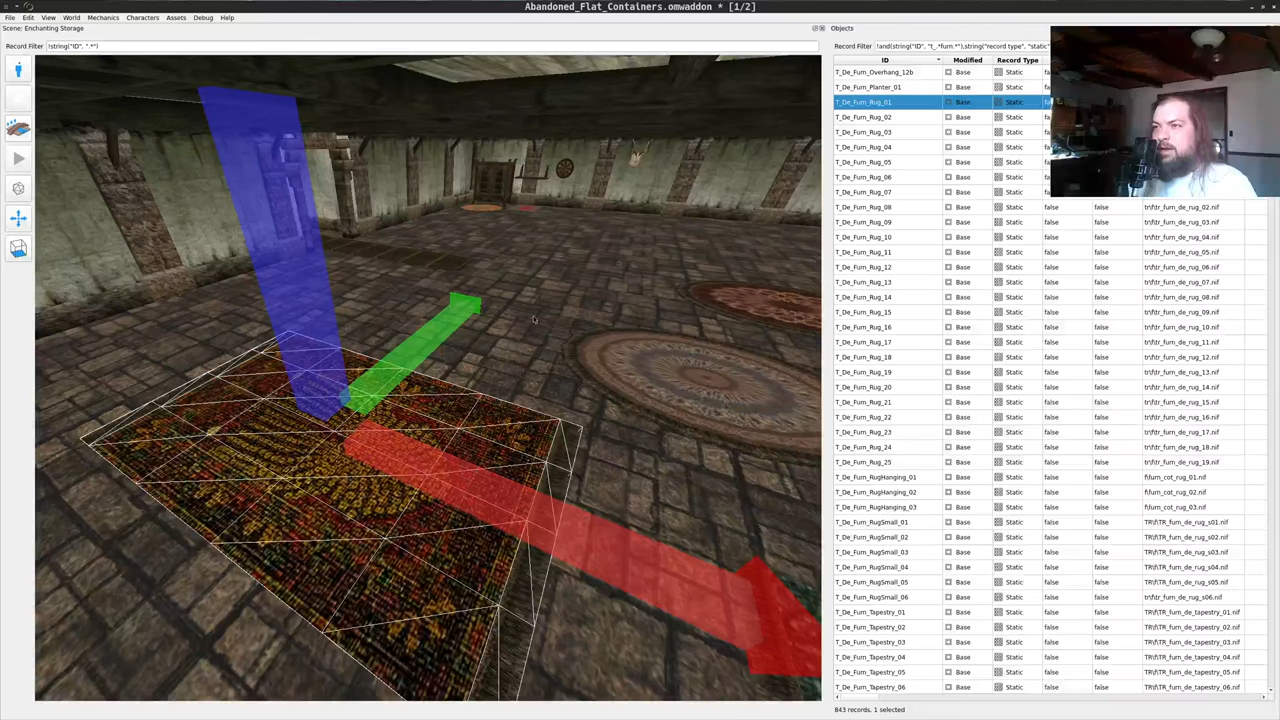 Abandoned_Flat_Containers.omwaddon * [1/2]
File Edit View World Mechanics Characters Assets Debug Help
Scene: Enchanting Storage
Objects
Record Filter !string("ID", ".*")
Record Filter !and(string("ID", "t_.*furn.*"),string("record type", "static"
ID Modified Record Type
T_De_Furn_Overhang_12b Base Static
T_De_Furn_Planter_01 Base Static
T_De_Furn_Rug_01 Base Static
T_De_Furn_Rug_02 Base Static
T_De_Furn_Rug_03 Base Static
T_De_Furn_Rug_04 Base Static
T_De_Furn_Rug_05 Base Static
T_De_Furn_Rug_06 Base Static
T_De_Furn_Rug_07 Base Static
T_De_Furn_Rug_08 Base Static false false tr\f\tr_furn_de_rug_02.nif
T_De_Furn_Rug_09 Base Static false false tr\f\tr_furn_de_rug_03.nif
T_De_Furn_Rug_10 Base Static false false tr\f\tr_furn_de_rug_04.nif
T_De_Furn_Rug_11 Base Static false false tr\f\tr_furn_de_rug_05.nif
T_De_Furn_Rug_12 Base Static false false tr\f\tr_furn_de_rug_06.nif
T_De_Furn_Rug_13 Base Static false false tr\f\tr_furn_de_rug_07.nif
T_De_Furn_Rug_14 Base Static false false tr\f\tr_furn_de_rug_08.nif
T_De_Furn_Rug_15 Base Static false false tr\f\tr_furn_de_rug_09.nif
T_De_Furn_Rug_16 Base Static false false tr\f\tr_furn_de_rug_10.nif
T_De_Furn_Rug_17 Base Static false false tr\f\tr_furn_de_rug_11.nif
T_De_Furn_Rug_18 Base Static false false tr\f\tr_furn_de_rug_12.nif
T_De_Furn_Rug_19 Base Static false false tr\f\tr_furn_de_rug_13.nif
T_De_Furn_Rug_20 Base Static false false tr\f\tr_furn_de_rug_14.nif
T_De_Furn_Rug_21 Base Static false false tr\f\tr_furn_de_rug_15.nif
T_De_Furn_Rug_22 Base Static false false tr\f\tr_furn_de_rug_16.nif
T_De_Furn_Rug_23 Base Static false false tr\f\tr_furn_de_rug_17.nif
T_De_Furn_Rug_24 Base Static false false tr\f\tr_furn_de_rug_18.nif
T_De_Furn_Rug_25 Base Static false false tr\f\tr_furn_de_rug_19.nif
T_De_Furn_RugHanging_01 Base Static false false f\furn_cot_rug_01.nif
T_De_Furn_RugHanging_02 Base Static false false f\furn_cot_rug_02.nif
T_De_Furn_RugHanging_03 Base Static false false f\furn_cot_rug_03.nif
T_De_Furn_RugSmall_01 Base Static false false TR\f\TR_furn_de_rug_s01.nif
T_De_Furn_RugSmall_02 Base Static false false TR\f\TR_furn_de_rug_s02.nif
T_De_Furn_RugSmall_03 Base Static false false TR\f\TR_furn_de_rug_s03.nif
T_De_Furn_RugSmall_04 Base Static false false TR\f\TR_furn_de_rug_s04.nif
T_De_Furn_RugSmall_05 Base Static false false TR\f\TR_furn_de_rug_s05.nif
T_De_Furn_RugSmall_06 Base Static false false tr\f\tr_furn_de_rug_s06.nif
T_De_Furn_Tapestry_01 Base Static false false TR\f\TR_furn_de_tapestry_01.nif
T_De_Furn_Tapestry_02 Base Static false false TR\f\TR_furn_de_tapestry_02.nif
T_De_Furn_Tapestry_03 Base Static false false TR\f\TR_furn_de_tapestry_03.nif
T_De_Furn_Tapestry_04 Base Static false false TR\f\TR_furn_de_tapestry_04.nif
T_De_Furn_Tapestry_05 Base Static false false TR\f\TR_furn_de_tapestry_05.nif
T_De_Furn_Tapestry_06 Base Static false false TR\f\TR_furn_de_tapestry_06.nif
843 records, 1 selected